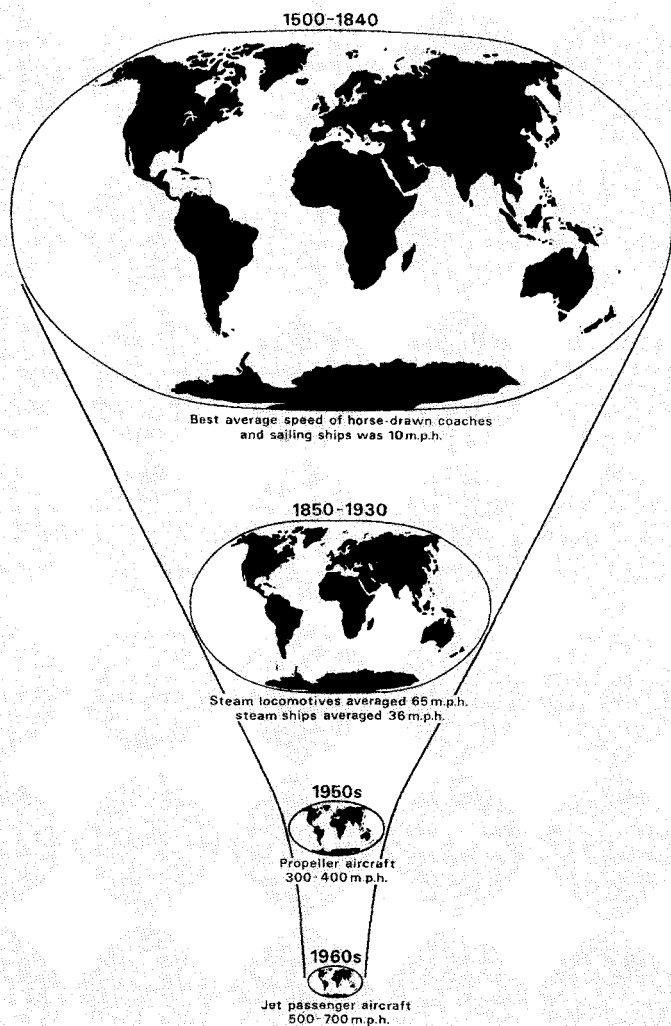 1500-1840
Best average speed of horse-drawn coaches
and sailing ships was 10 m.p.h.
1850-1930
Steam locomotives averaged 65 m.p.h.
steam ships averaged 36 m.p.h.
1950s
Propeller aircraft
300-400 m.p.h.
1960s
Jet passenger aircraft
500-700 m.p.h.